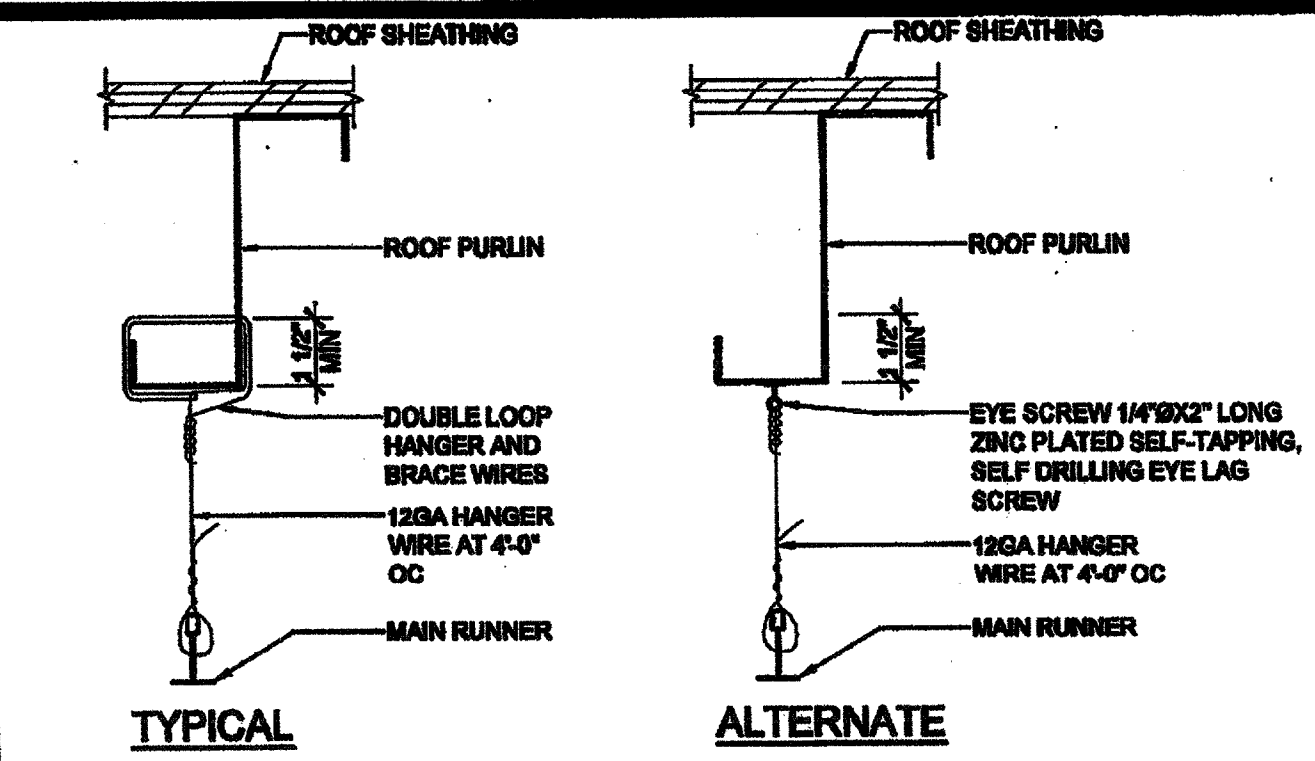 ROOF SHEATHING
ROOF PURLIN
1 1/2"
MIN
DOUBLE LOOP
HANGER AND
BRACE WIRES
12GA HANGER
WIRE AT 4'-0"
OC
MAIN RUNNER
TYPICAL
ROOF SHEATHING
ROOF PURLIN
1 1/2"
MIN
EYE SCREW 1/4"ØX2" LONG
ZINC PLATED SELF-TAPPING,
SELF DRILLING EYE LAG
SCREW
12GA HANGER
WIRE AT 4'-0" OC
MAIN RUNNER
ALTERNATE